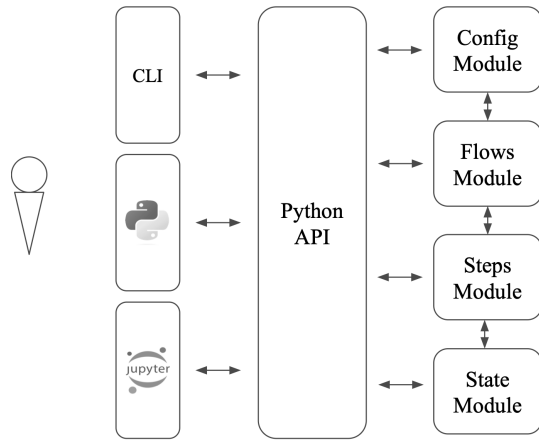 CLI
jupyter
Python
API
Config
Module
Flows
Module
Steps
Module
State
Module